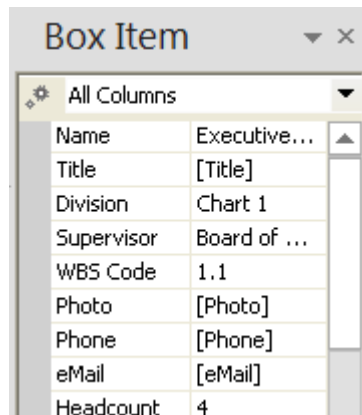 Box Item
All Columns
Name Executive...
Title [Title]
Division Chart 1
Supervisor Board of ...
WBS Code 1.1
Photo [Photo]
Phone [Phone]
eMail [eMail]
Headcount 4